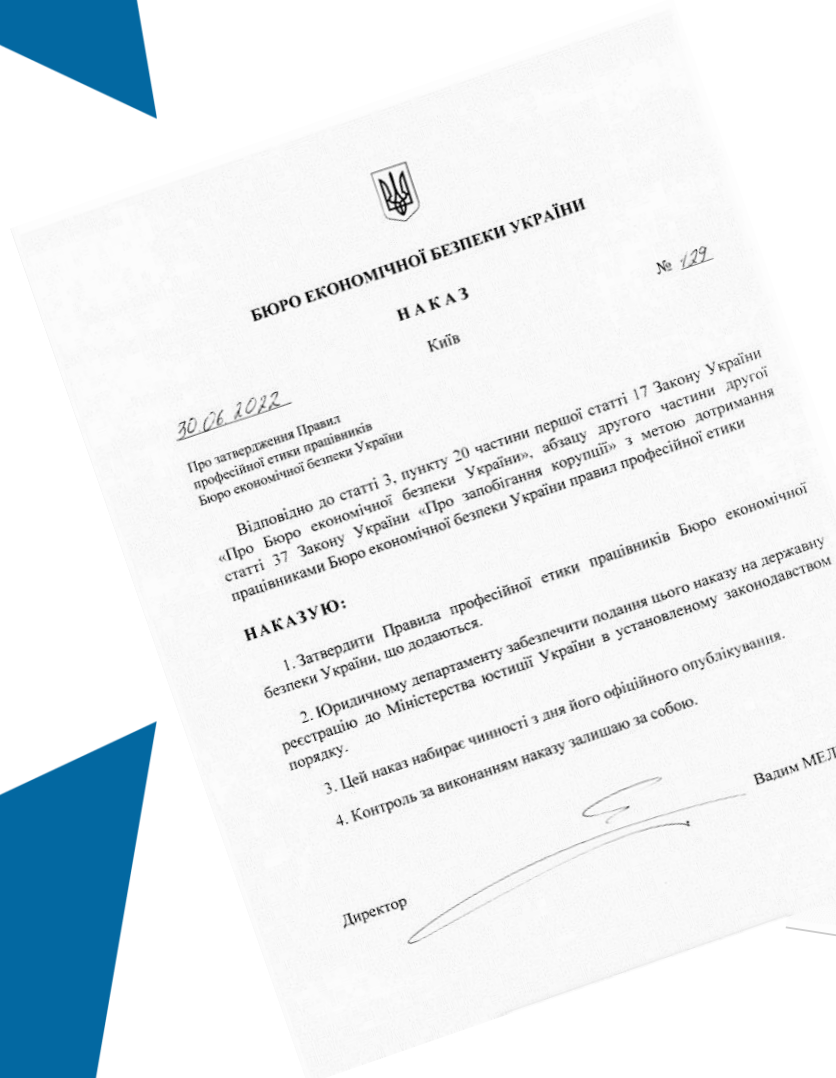 БЮРО ЕКОНОМІЧНОЇ БЕЗПЕКИ УКРАЇНИ
НАКАЗ
№ 129
Київ
30.06.2022
Про затвердження Правил
професійної етики працівників
Бюро економічної безпеки України
Відповідно до статті 3, пункту 20 частини першої статті 17 Закону України
«Про Бюро економічної безпеки України», абзацу другого частини другої
статті 37 Закону України «Про запобігання корупції» з метою дотримання
працівниками Бюро економічної безпеки України правил професійної етики
НАКАЗУЮ:
1. Затвердити Правила професійної етики працівників Бюро економічної
безпеки України, що додаються.
2. Юридичному департаменту забезпечити подання цього наказу на державну
реєстрацію до Міністерства юстиції України в установленому законодавством
порядку.
3. Цей наказ набирає чинності з дня його офіційного опублікування.
4. Контроль за виконанням наказу залишаю за собою.
Директор
Вадим МЕЛ